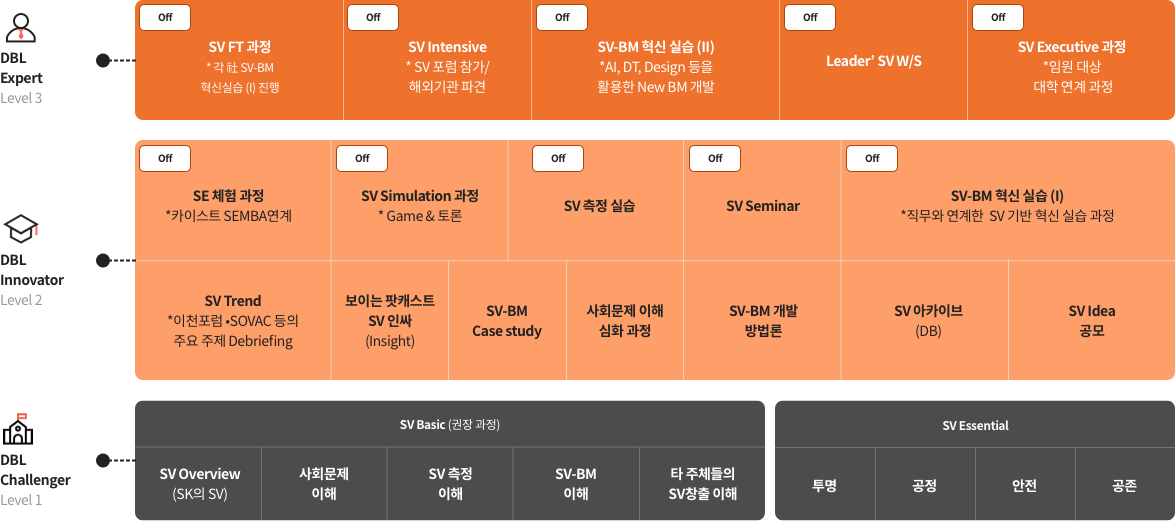 DBL
Expert
Level 3
Off
SV FT 과정
* 각 社 SV-BM
혁신실습 (I) 진행
Off
SV Intensive
* SV 포럼 참가/
해외기관 파견
Off
SV-BM 혁신 실습 (II)
*AI, DT, Design 등을
활용한 New BM 개발
Off
Leader’ SV W/S
Off
SV Executive 과정
*임원 대상
대학 연계 과정
DBL
Innovator
Level 2
Off
SE 체험 과정
*카이스트 SEMBA연계
Off
SV Simulation 과정
* Game & 토론
Off
SV 측정 실습
Off
SV Seminar
Off
SV-BM 혁신 실습 (I)
*직무와 연계한 SV 기반 혁신 실습 과정
SV Trend
*이천포럼 •SOVAC 등의
주요 주제 Debriefing
보이는 팟캐스트
SV 인싸
(Insight)
SV-BM
Case study
사회문제 이해
심화 과정
SV-BM 개발
방법론
SV 아카이브
(DB)
SV Idea
공모
DBL
Challenger
Level 1
SV Basic (권장 과정)
SV Overview
(SK의 SV)
사회문제
이해
SV 측정
이해
SV-BM
이해
타 주체들의
SV창출 이해
SV Essential
투명
공정
안전
공존